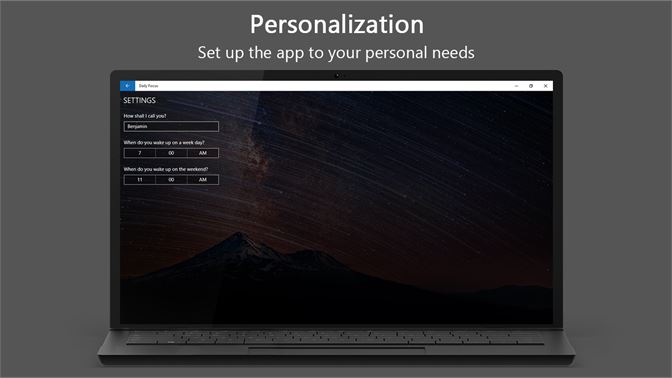 Personalization
Set up the app to your personal needs
Daily Focus
SETTINGS
How shall I call you?
Benjamin
When do you wake up on a week day?
7 00 AM
When do you wake up on the weekend?
11 00 AM